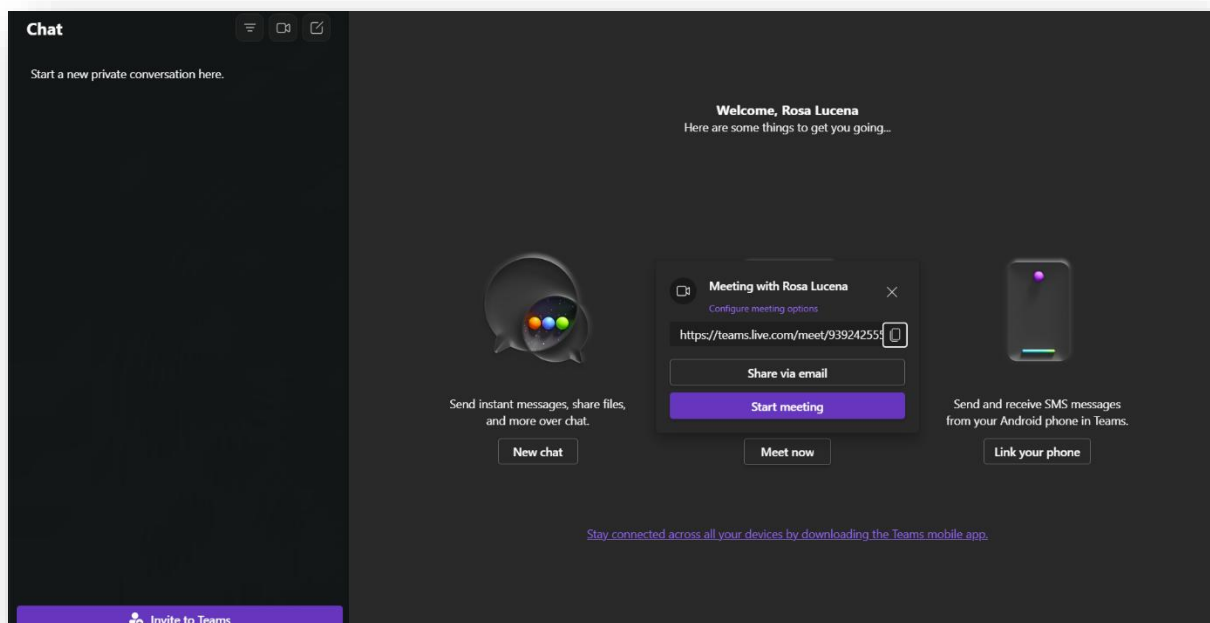 Chat
Start a new private conversation here.
Welcome, Rosa Lucena
Here are some things to get you going...
Meeting with Rosa Lucena
Configure meeting options
https://teams.live.com/meet/939242555
Share via email
Start meeting
Send instant messages, share files,
and more over chat.
New chat
Meet now
Send and receive SMS messages
from your Android phone in Teams.
Link your phone
Stay connected across all your devices by downloading the Teams mobile app.
Invite to Teams